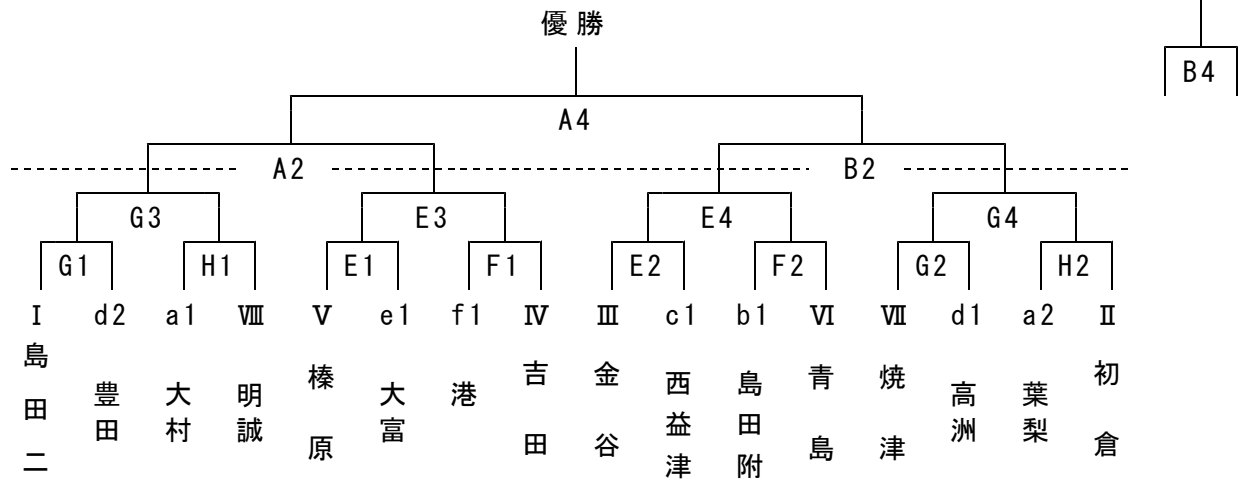 優勝
B4
A4
A2 B2
G3 E3 E4 G4
G1 H1 E1 F1 E2 F2 G2 H2
Ⅰ d2 a1 Ⅷ Ⅴ e1 f1 Ⅳ Ⅲ c1 b1 Ⅵ Ⅶ d1 a2 Ⅱ
島田二
豊田
大村
明誠
榛原
大富
港
吉田
金谷
西益津
島田附
青島
焼津
高洲
葉梨
初倉